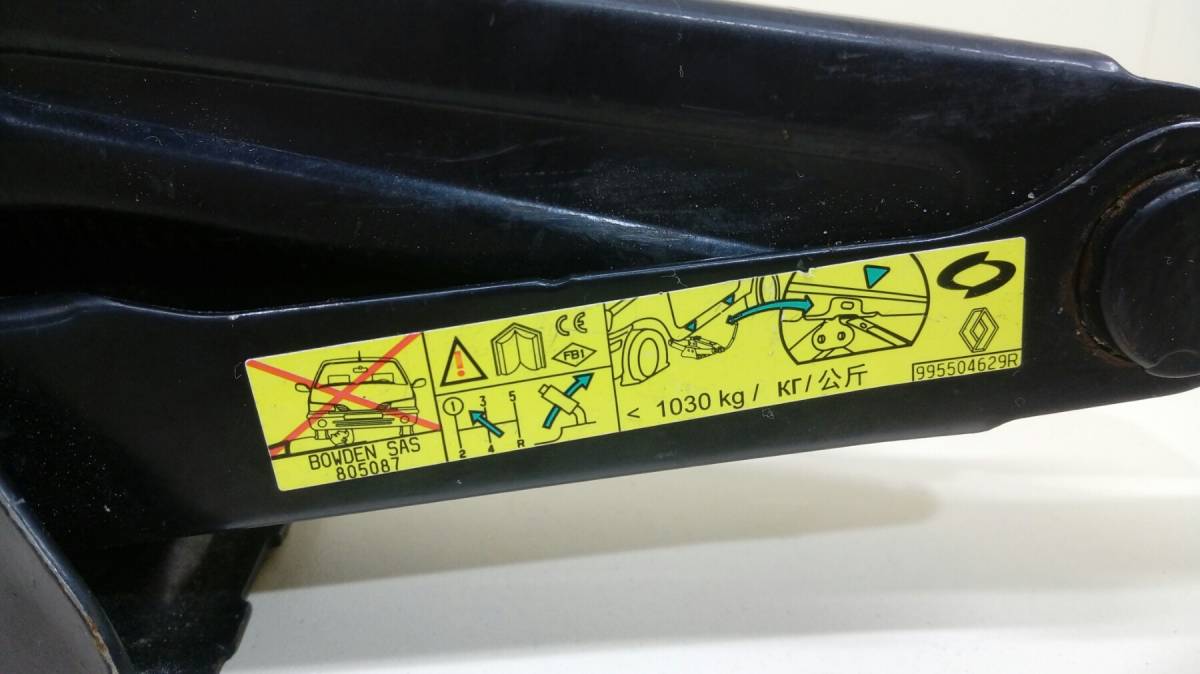 BOWDEN SAS
805087
!
CE
FBI
1 3 5
2 4 R
< 1030 kg / кг/公斤
995504629R